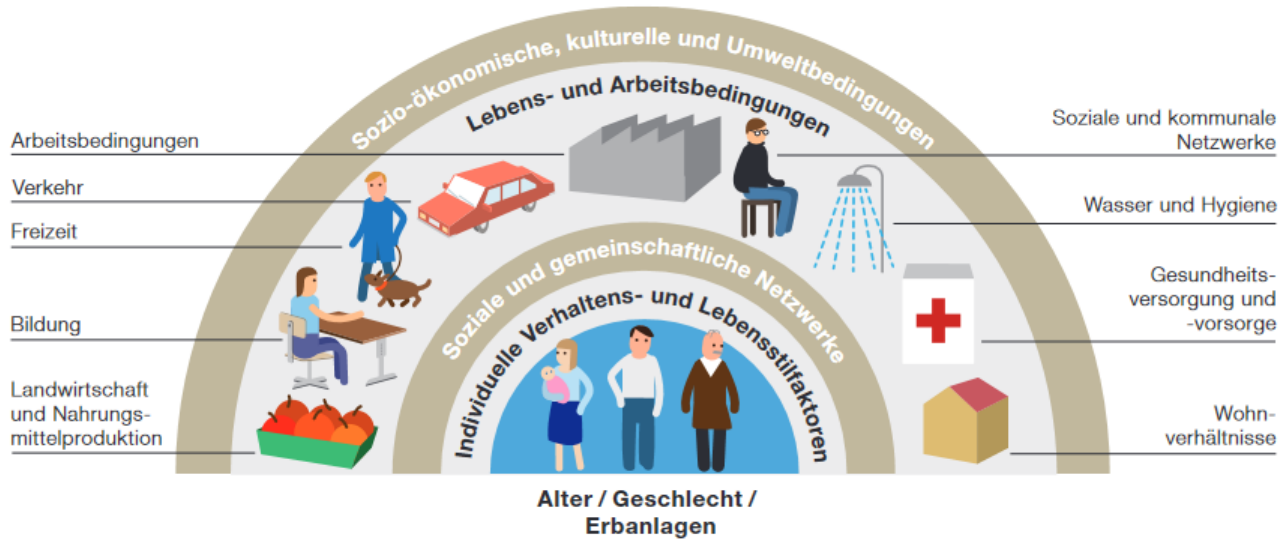 Sozio-ökonomische, kulturelle und Umweltbedingungen
Lebens- und Arbeitsbedingungen
Soziale und gemeinschaftliche Netzwerke
Individuelle Verhaltens- und Lebensstilfaktoren
Arbeitsbedingungen
Verkehr
Freizeit
Bildung
Landwirtschaft
und Nahrungs-
mittelproduktion
Soziale und kommunale
Netzwerke
Wasser und Hygiene
Gesundheits-
versorgung und
-vorsorge
Wohn-
verhältnisse
Alter / Geschlecht /
Erbanlagen